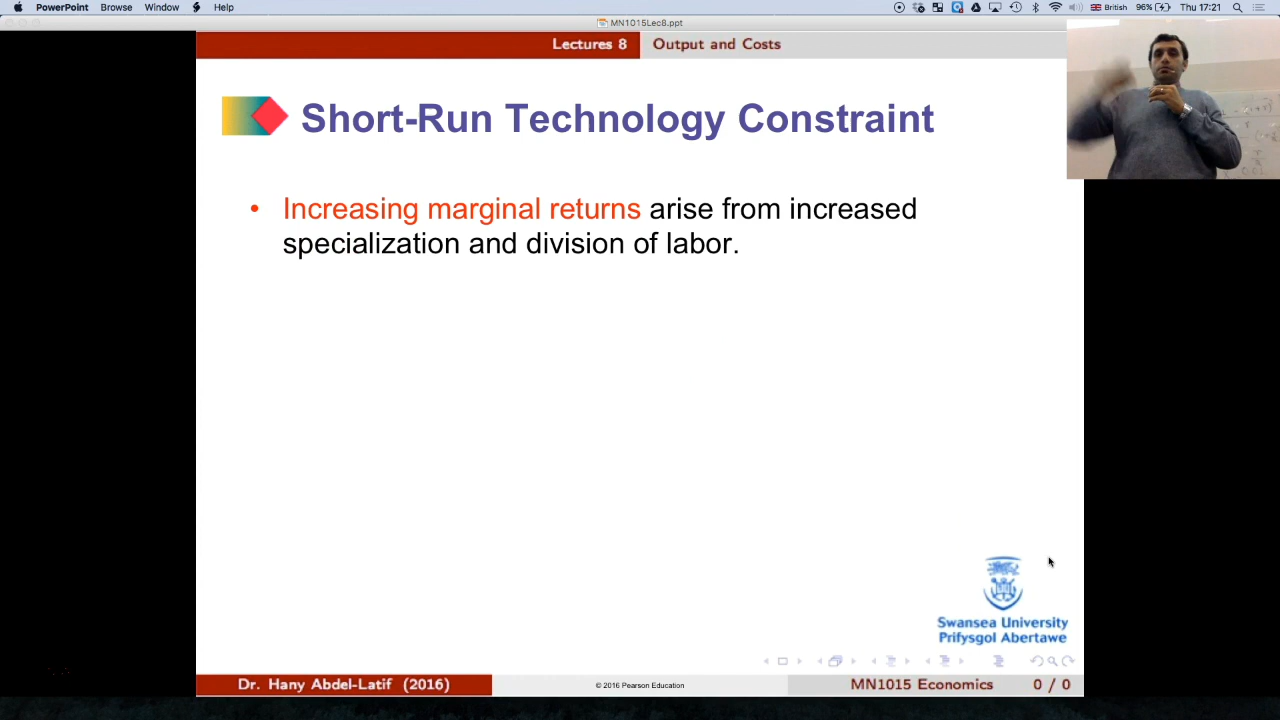 PowerPoint Browse Window Help
British 96% Thu 17:21
MN1015Lec8.ppt
Lectures 8 Output and Costs
Short-Run Technology Constraint
• Increasing marginal returns arise from increased
specialization and division of labor.
Swansea University
Prifysgol Abertawe
Dr. Hany Abdel-Latif (2016) © 2016 Pearson Education MN1015 Economics 0 / 0